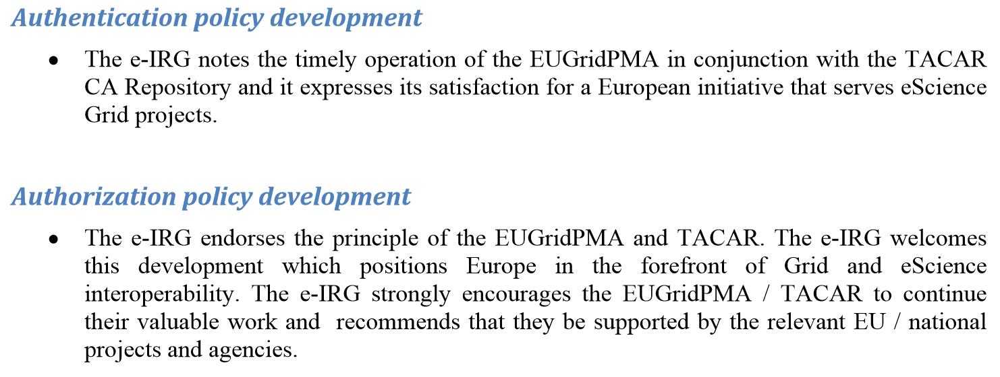 Authentication policy development
• The e-IRG notes the timely operation of the EUGridPMA in conjunction with the TACAR
CA Repository and it expresses its satisfaction for a European initiative that serves eScience
Grid projects.
Authorization policy development
• The e-IRG endorses the principle of the EUGridPMA and TACAR. The e-IRG welcomes
this development which positions Europe in the forefront of Grid and eScience
interoperability. The e-IRG strongly encourages the EUGridPMA / TACAR to continue
their valuable work and  recommends that they be supported by the relevant EU / national
projects and agencies.